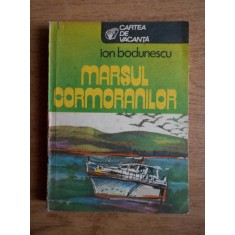 CARTEA
DE
VACANȚĂ
ion bodunescu
MARȘUL
CORMORANILOR